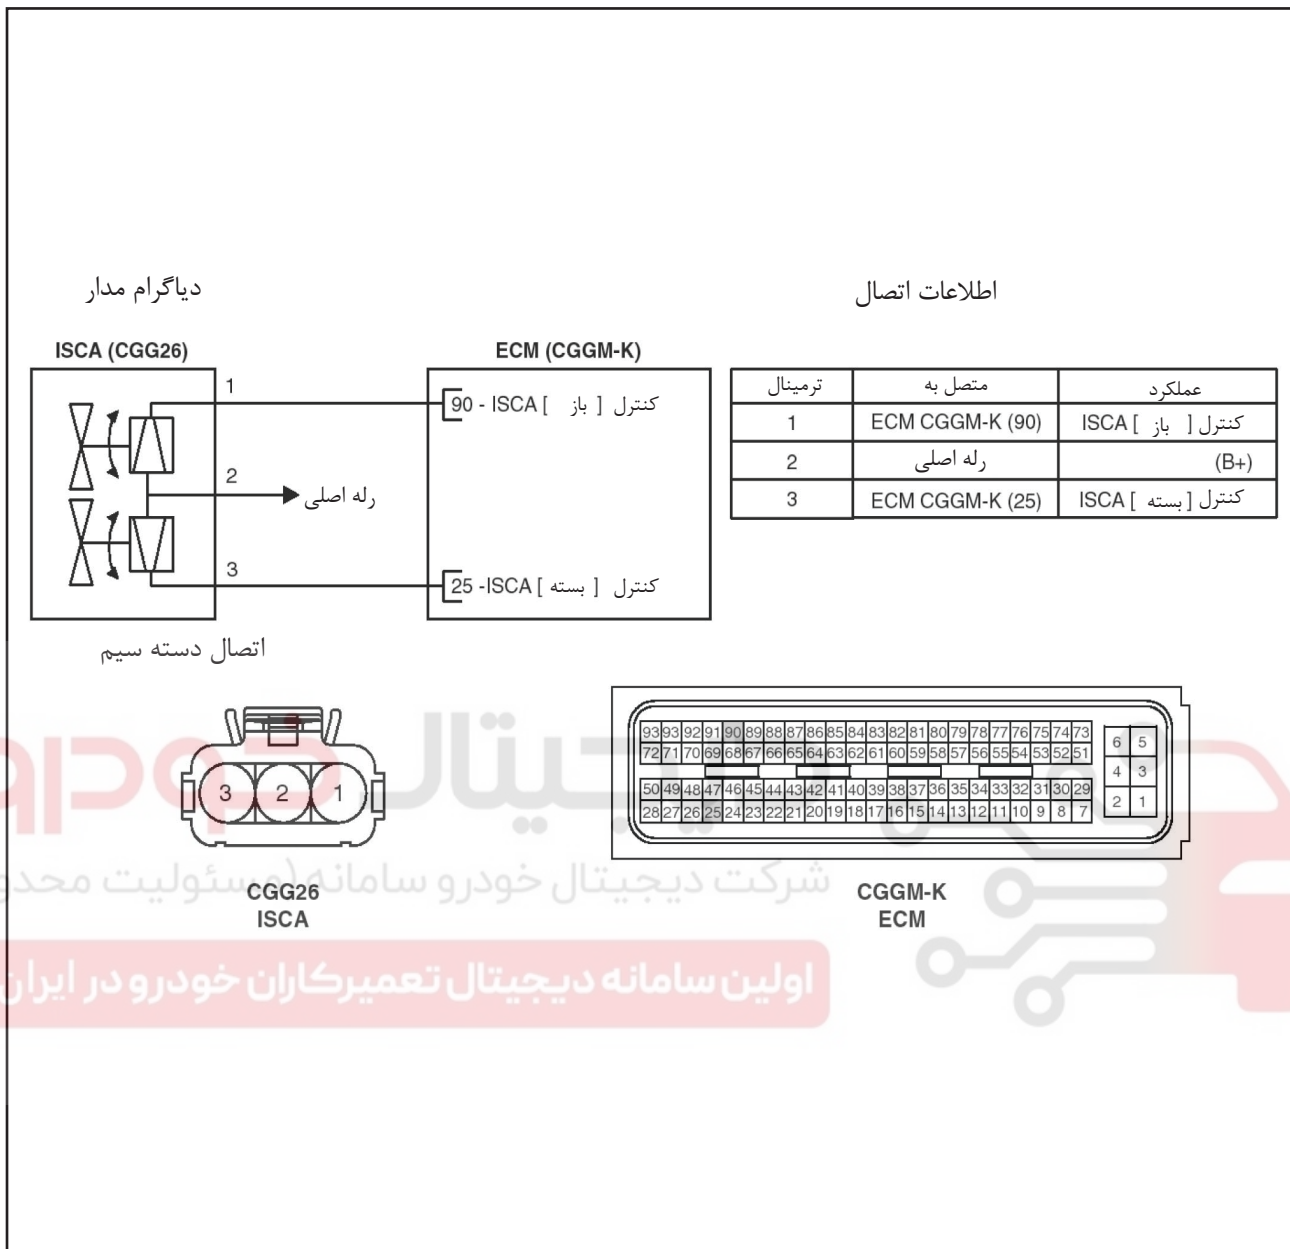 دیاگرام مدار
اطلاعات اتصال
ISCA (CGG26)
ECM (CGGM-K)
1
90 - ISCA [ باز ] کنترل
2
رله اصلی
3
25 -ISCA [ بسته ] کنترل
ترمینال متصل به عملکرد
1 ECM CGGM-K (90) ISCA [ باز ] کنترل
2 رله اصلی (B+)
3 ECM CGGM-K (25) ISCA [ بسته ] کنترل
اتصال دسته سیم
3 2 1
CGG26
ISCA
93 93 92 91 90 89 88 87 86 85 84 83 82 81 80 79 78 77 76 75 74 73
72 71 70 69 68 67 66 65 64 63 62 61 60 59 58 57 56 55 54 53 52 51
50 49 48 47 46 45 44 43 42 41 40 39 38 37 36 35 34 33 32 31 30 29
28 27 26 25 24 23 22 21 20 19 18 17 16 15 14 13 12 11 10 9 8 7
6 5
4 3
2 1
CGGM-K
ECM
دیجیتال خودرو
شرکت دیجیتال خودرو سامانه (مسئولیت
اولین سامانه دیجیتال تعمیرکاران خودرو در ایران